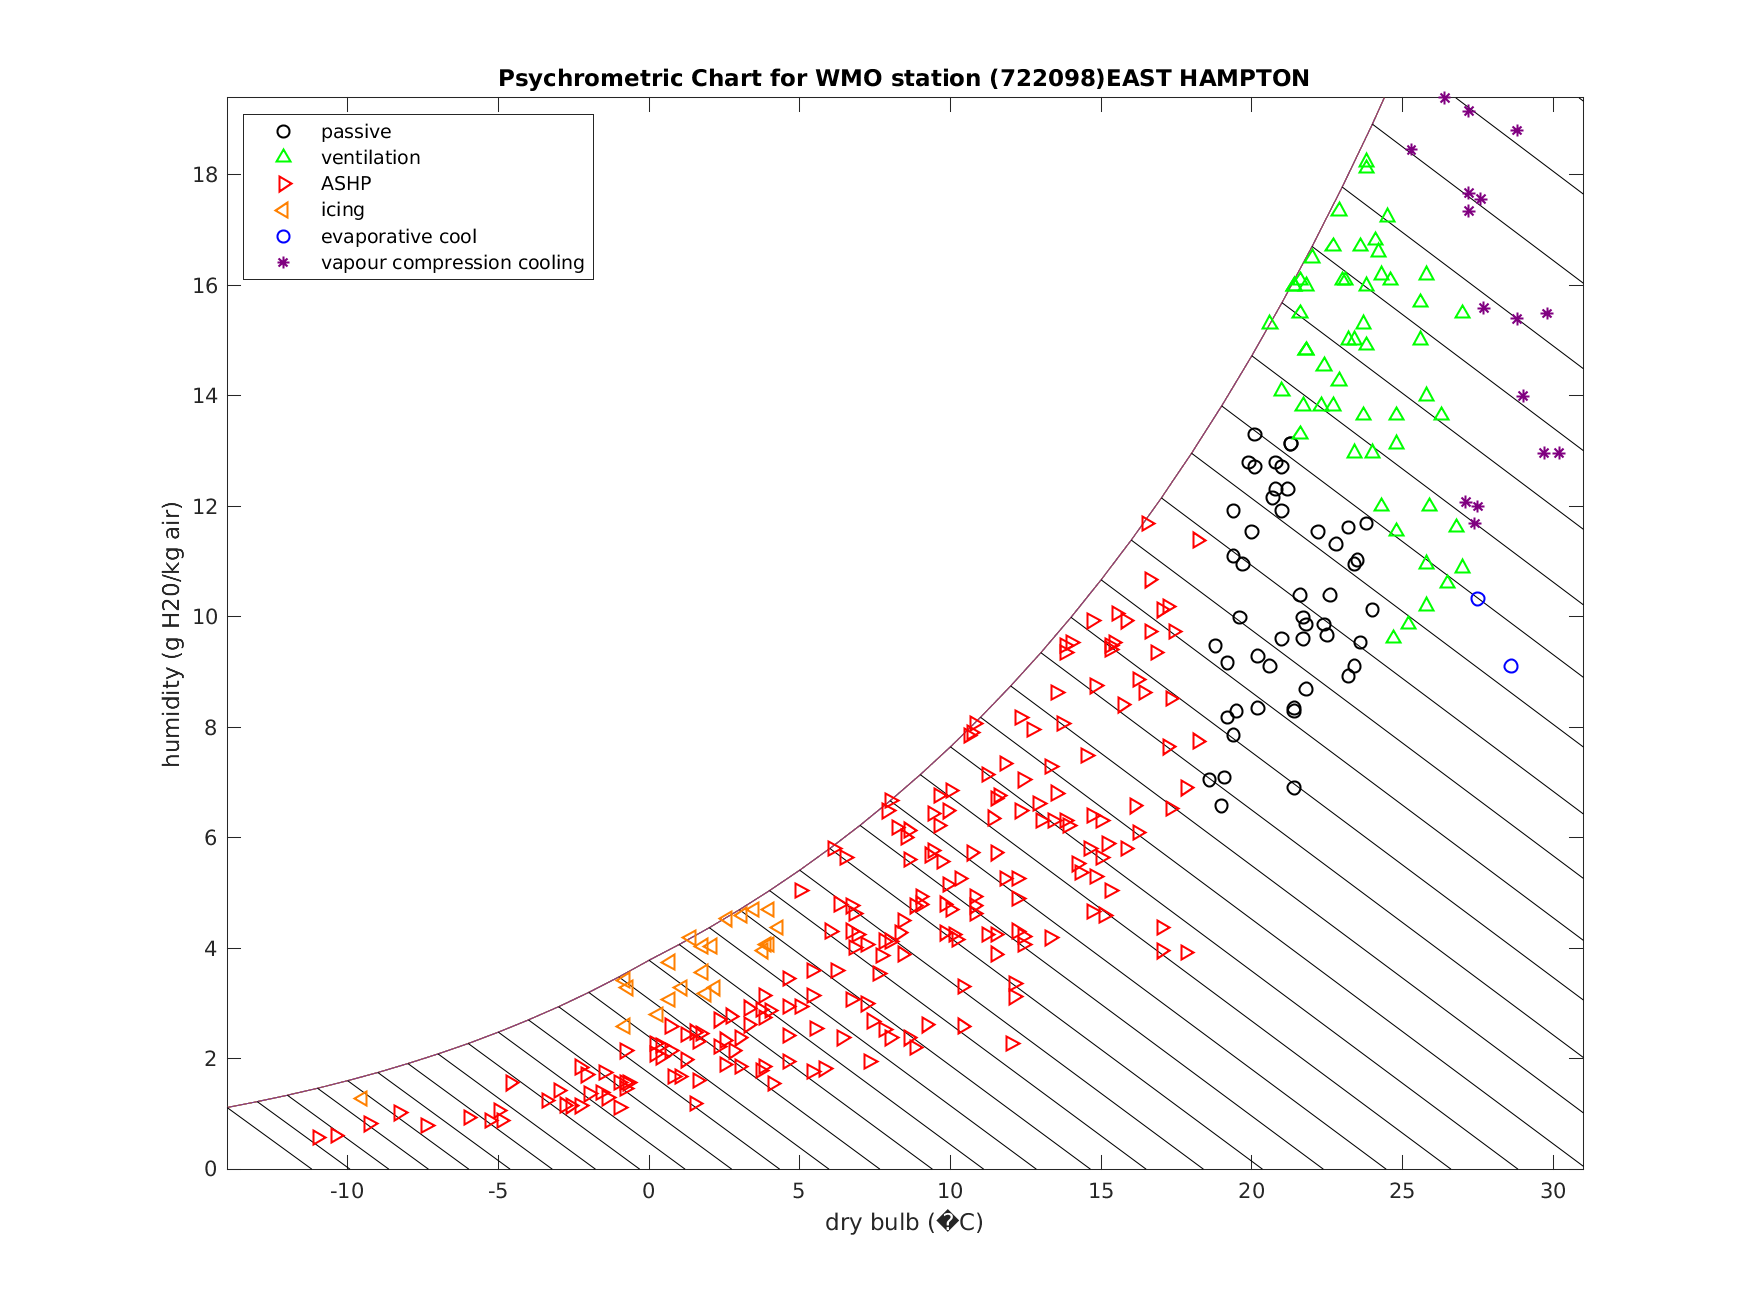 Psychrometric Chart for WMO station (722098)EAST HAMPTON
passive
ventilation
ASHP
icing
evaporative cool
vapour compression cooling
humidity (g H20/kg air)
18
16
14
12
10
8
6
4
2
0
-10 -5 0 5 10 15 20 25 30
dry bulb (�C)